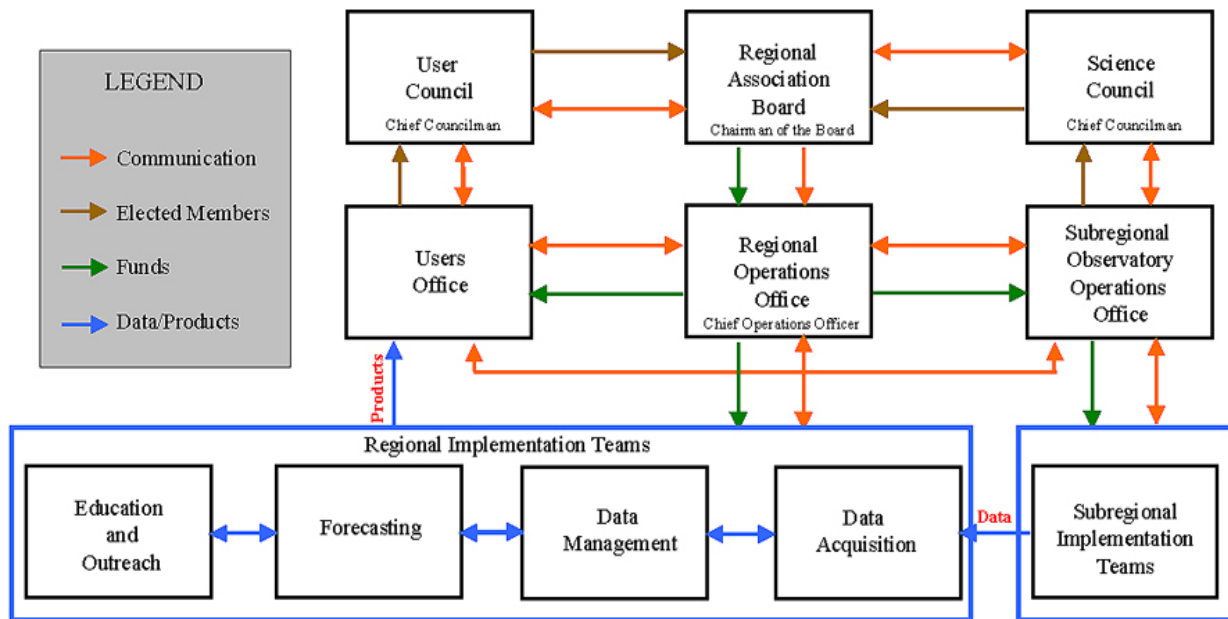 LEGEND
Communication
Elected Members
Funds
Data/Products
User
Council
Chief Councilman
Regional
Association
Board
Chairman of the Board
Science
Council
Chief Councilman
Users
Office
Regional
Operations
Office
Chief Operations Officer
Subregional
Observatory
Operations
Office
Products
Regional Implementation Teams
Education
and
Outreach
Forecasting
Data
Management
Data
Acquisition
Data
Subregional
Implementation
Teams